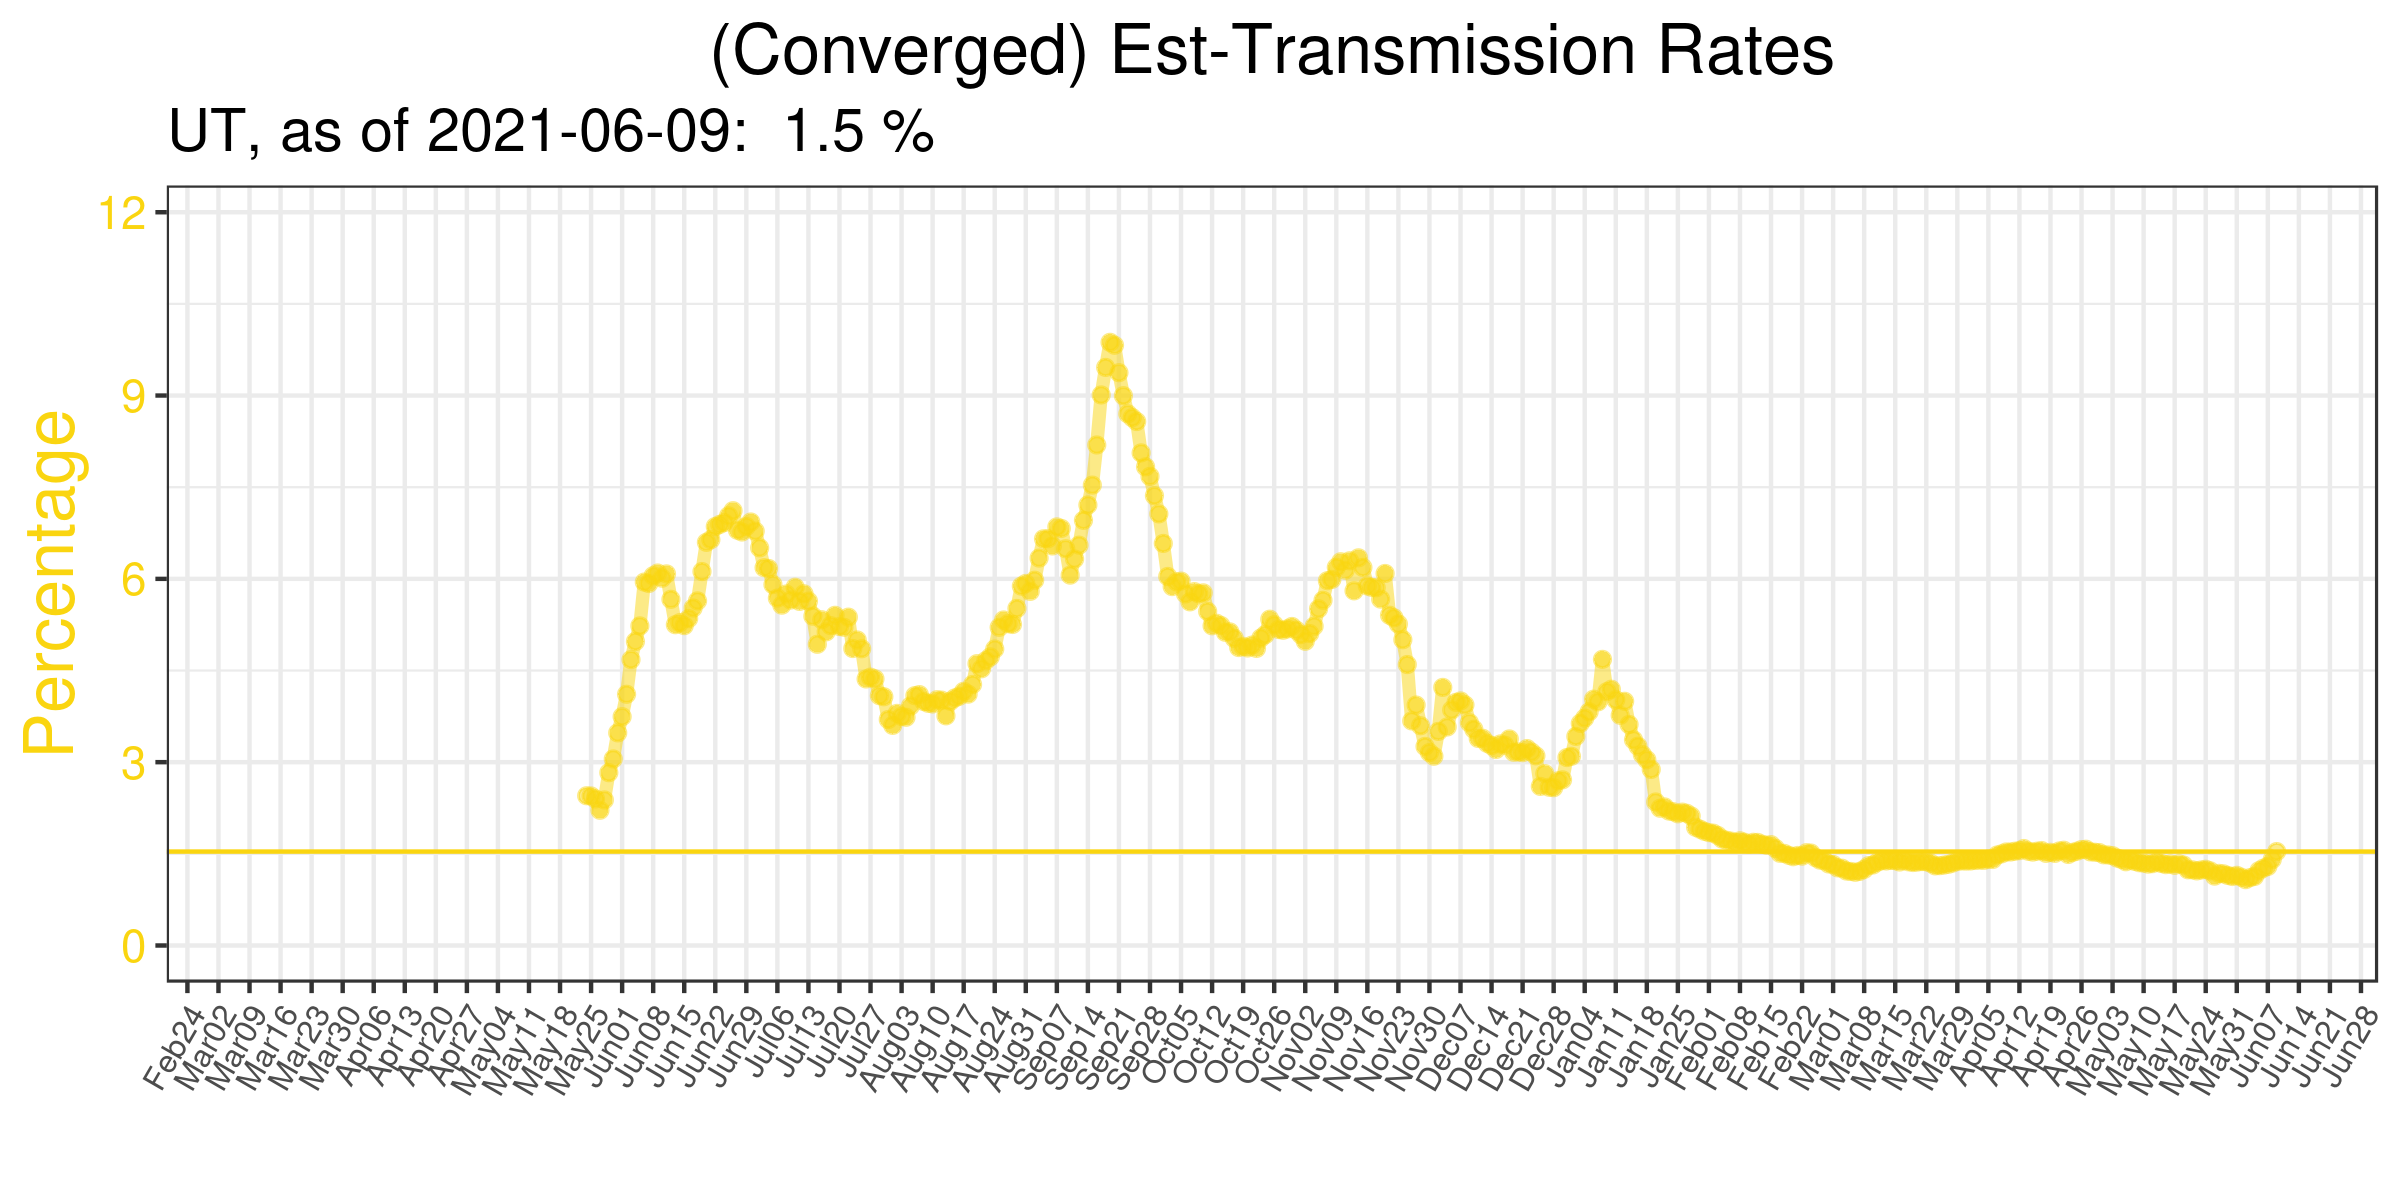 (Converged) Est-Transmission Rates
UT, as of 2021-06-09:  1.5 %
Percentage
12
9
6
3
0
Feb24
Mar02
Mar09
Mar16
Mar23
Mar30
Apr06
Apr13
Apr20
Apr27
May04
May11
May18
May25
Jun01
Jun08
Jun15
Jun22
Jun29
Jul06
Jul13
Jul20
Jul27
Aug03
Aug10
Aug17
Aug24
Aug31
Sep07
Sep14
Sep21
Sep28
Oct05
Oct12
Oct19
Oct26
Nov02
Nov09
Nov16
Nov23
Nov30
Dec07
Dec14
Dec21
Dec28
Jan04
Jan11
Jan18
Jan25
Feb01
Feb08
Feb15
Feb22
Mar01
Mar08
Mar15
Mar22
Mar29
Apr05
Apr12
Apr19
Apr26
May03
May10
May17
May24
May31
Jun07
Jun14
Jun21
Jun28